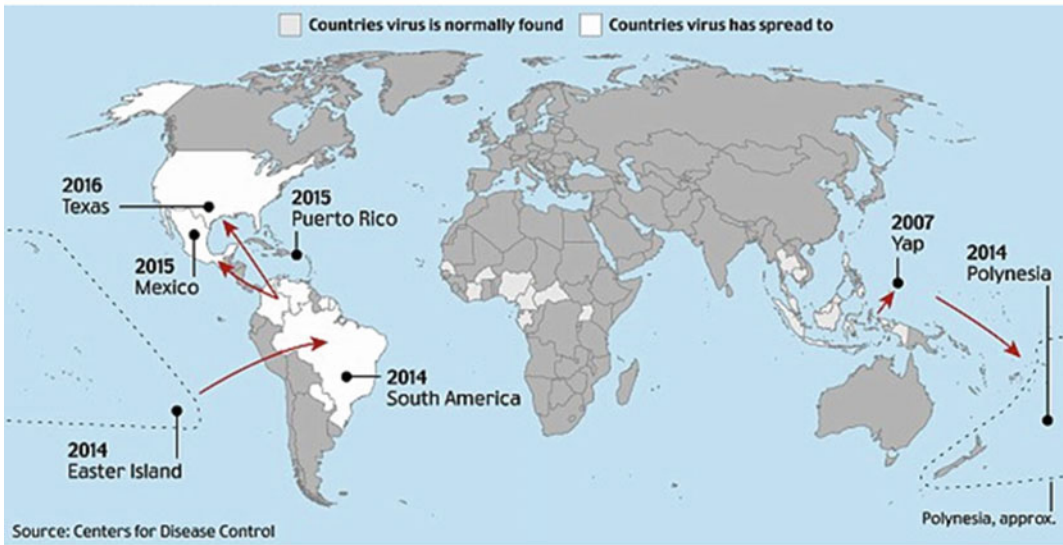 Countries virus is normally found
Countries virus has spread to
2016
Texas
2015
Puerto Rico
2015
Mexico
2007
Yap
2014
Polynesia
2014
South America
2014
Easter Island
Polynesia, approx.
Source: Centers for Disease Control